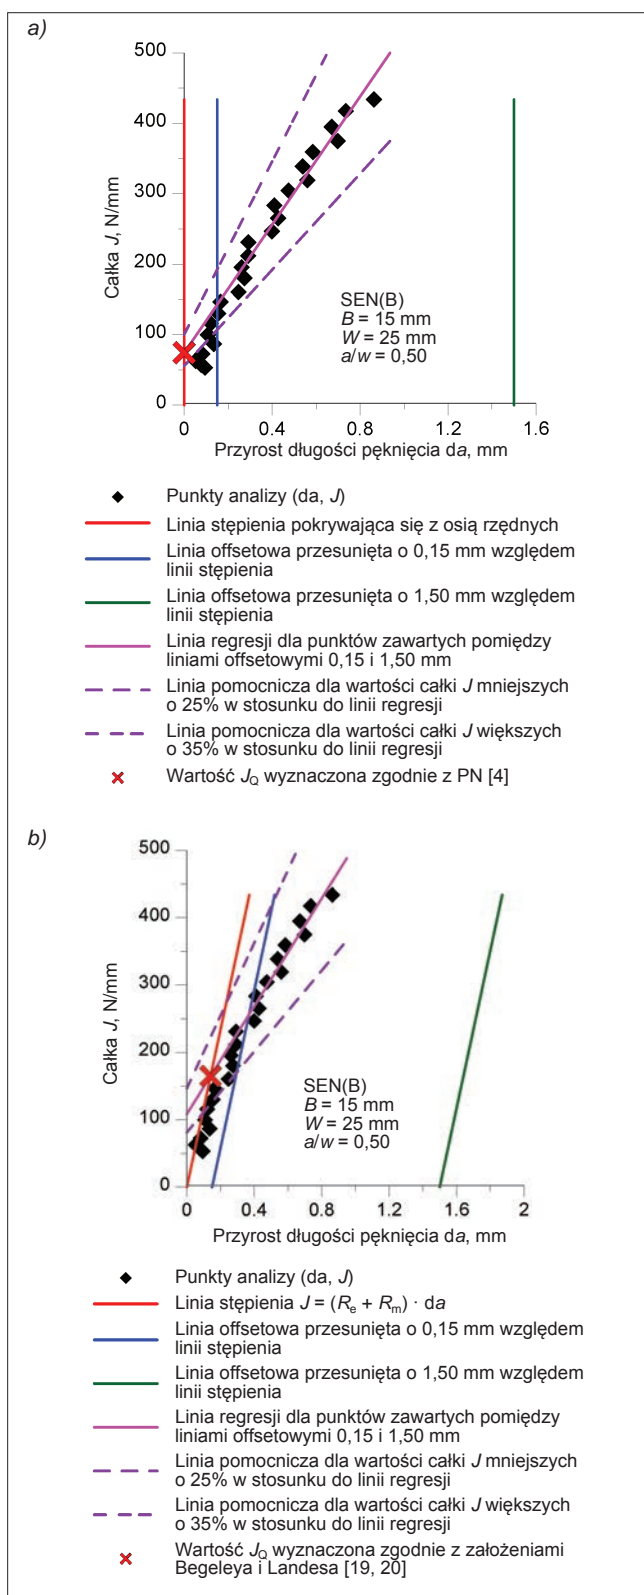 a)
500
400
300
200
100
0
Całka J, N/mm
SEN(B)
B = 15 mm
W = 25 mm
a/w = 0,50
0 0.4 0.8 1.2 1.6
Przyrost długości pęknięcia da, mm
Punkty analizy (da, J)
Linia stępienia pokrywająca się z osią rzędnych
Linia offsetowa przesunięta o 0,15 mm względem
linii stępienia
Linia offsetowa przesunięta o 1,50 mm względem
linii stępienia
Linia regresji dla punktów zawartych pomiędzy
liniami offsetowymi 0,15 i 1,50 mm
Linia pomocnicza dla wartości całki J mniejszych
o 25% w stosunku do linii regresji
Linia pomocnicza dla wartości całki J większych
o 35% w stosunku do linii regresji
Wartość JQ wyznaczona zgodnie z PN [4]
b)
500
400
300
200
100
0
Całka J, N/mm
SEN(B)
B = 15 mm
W = 25 mm
a/w = 0,50
0 0.4 0.8 1.2 1.6 2
Przyrost długości pęknięcia da, mm
Punkty analizy (da, J)
Linia stępienia J = (Re + Rm) · da
Linia offsetowa przesunięta o 0,15 mm względem
linii stępienia
Linia offsetowa przesunięta o 1,50 mm względem
linii stępienia
Linia regresji dla punktów zawartych pomiędzy
liniami offsetowymi 0,15 i 1,50 mm
Linia pomocnicza dla wartości całki J mniejszych
o 25% w stosunku do linii regresji
Linia pomocnicza dla wartości całki J większych
o 35% w stosunku do linii regresji
Wartość JQ wyznaczona zgodnie z założeniami
Begeleya i Landesa [19, 20]